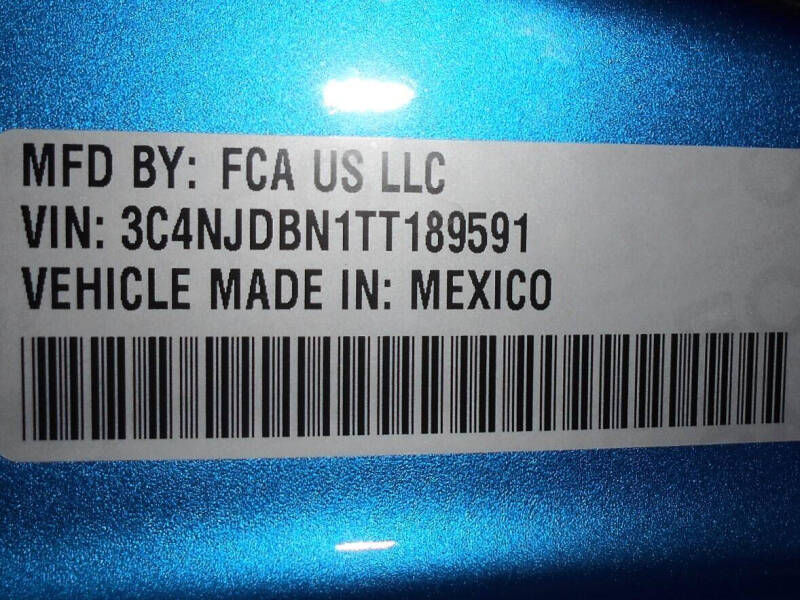 MFD BY: FCA US LLC
VIN: 3C4NJDBN1TT189591
VEHICLE MADE IN: MEXICO